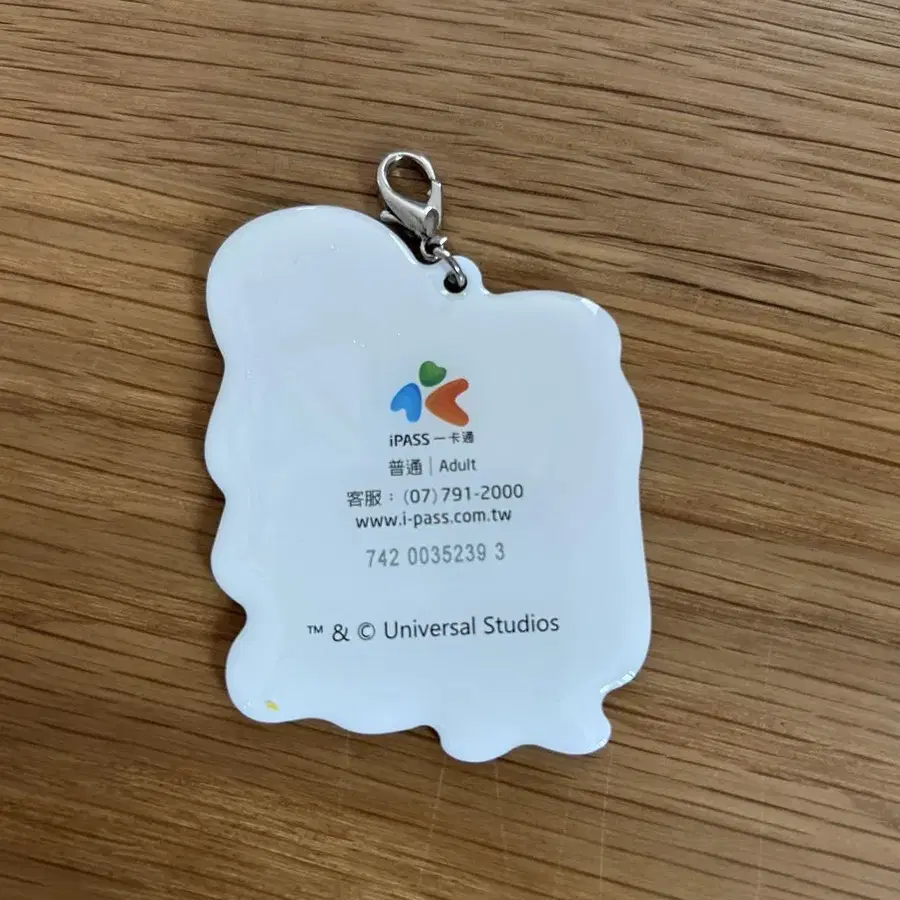 iPASS 一卡通
普通 | Adult
客服：(07)791-2000
www.i-pass.com.tw
742 0035239 3
™ & © Universal Studios